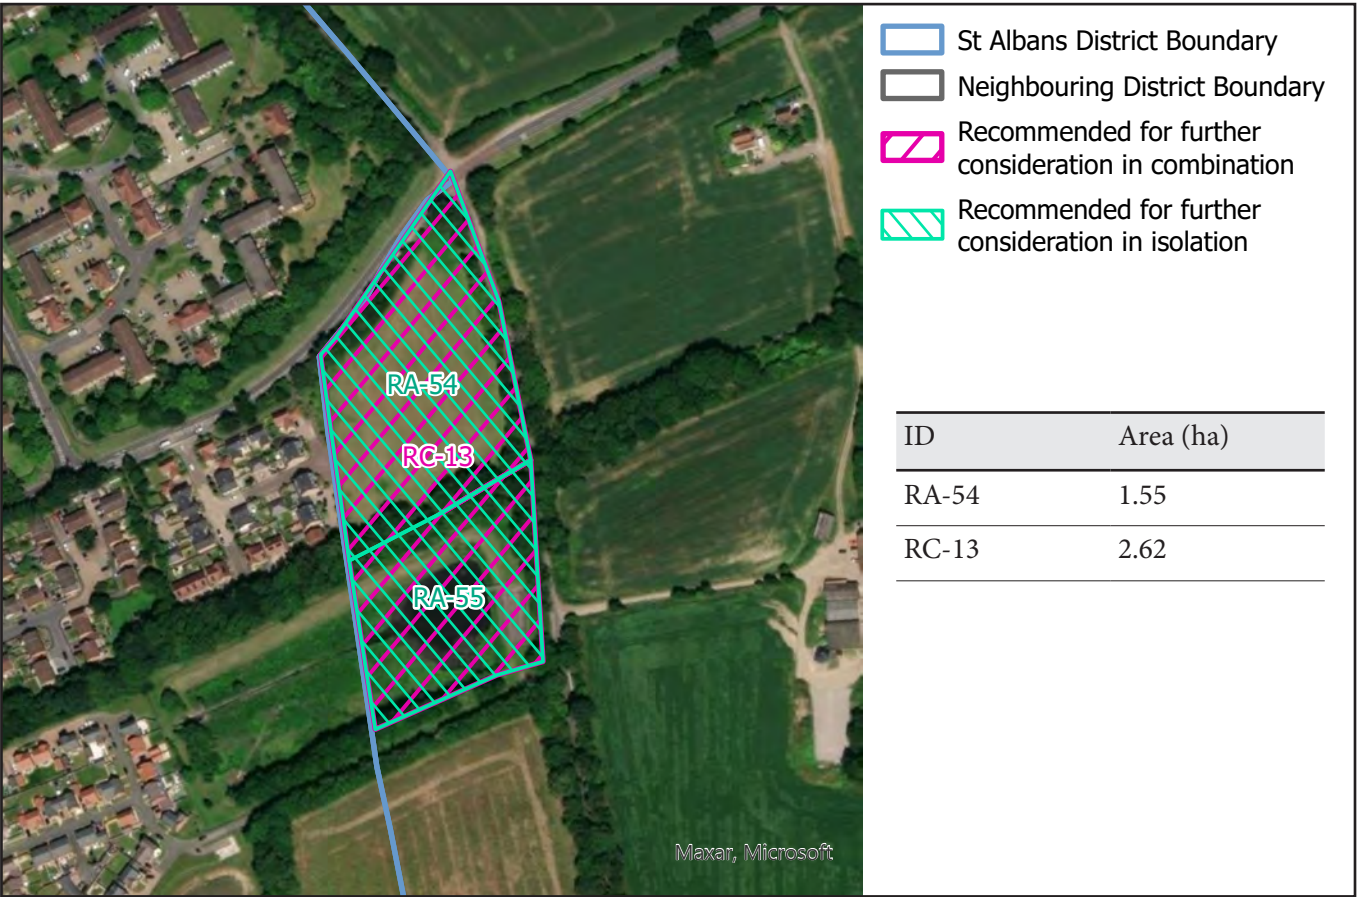 St Albans District Boundary
Neighbouring District Boundary
Recommended for further
consideration in combination
Recommended for further
consideration in isolation
RA-54
RC-13
RA-55
ID Area (ha)
RA-54 1.55
RC-13 2.62
Maxar, Microsoft